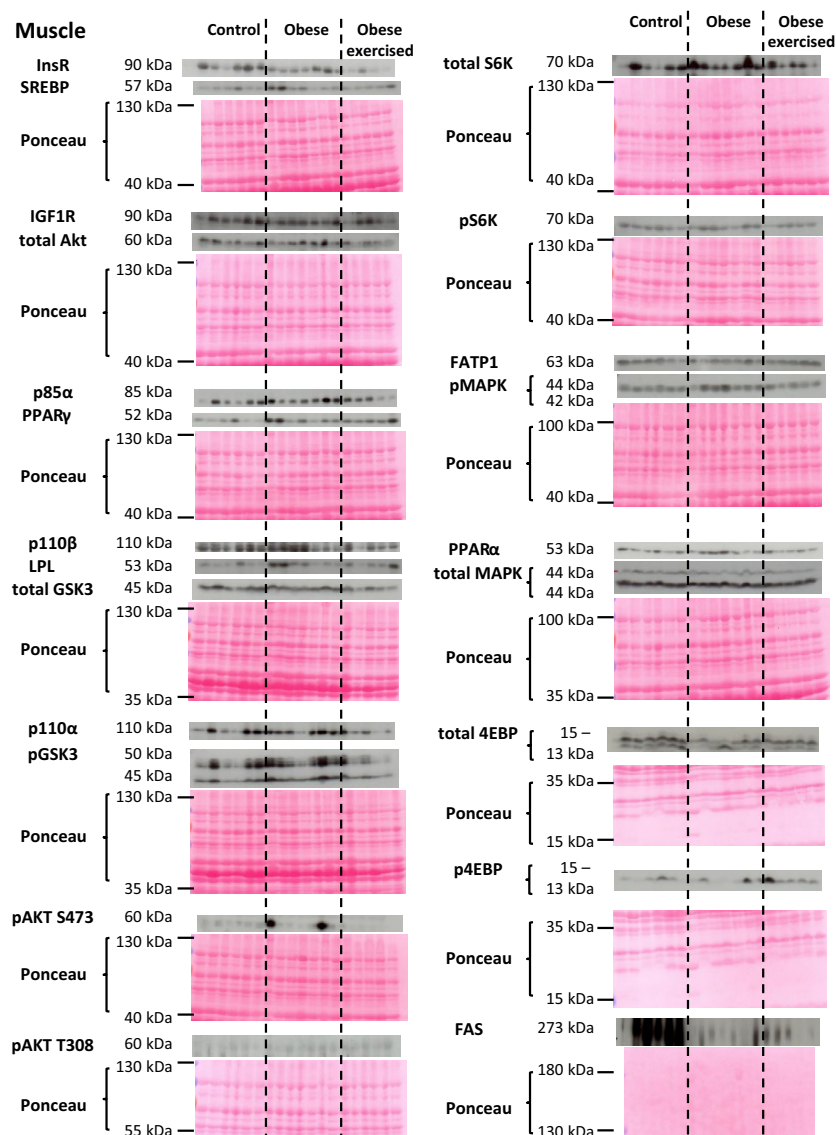 Muscle
Control Obese Obese exercised
InsR 90 kDa
SREBP 57 kDa
130 kDa
Ponceau
40 kDa
IGF1R 90 kDa
total Akt 60 kDa
130 kDa
Ponceau
40 kDa
p85α 85 kDa
PPARγ 52 kDa
130 kDa
Ponceau
40 kDa
p110β 110 kDa
LPL 53 kDa
total GSK3 45 kDa
130 kDa
Ponceau
35 kDa
p110α 110 kDa
pGSK3 50 kDa
45 kDa
130 kDa
Ponceau
35 kDa
pAKT S473 60 kDa
130 kDa
Ponceau
40 kDa
pAKT T308 60 kDa
130 kDa
Ponceau
55 kDa
Control Obese Obese exercised
total S6K 70 kDa
130 kDa
Ponceau
40 kDa
pS6K 70 kDa
130 kDa
Ponceau
40 kDa
FATP1 63 kDa
pMAPK 44 kDa
42 kDa
100 kDa
Ponceau
40 kDa
PPARα 53 kDa
total MAPK 44 kDa
44 kDa
100 kDa
Ponceau
35 kDa
total 4EBP 15 –
13 kDa
35 kDa
Ponceau
15 kDa
p4EBP 15 –
13 kDa
35 kDa
Ponceau
15 kDa
FAS 273 kDa
180 kDa
Ponceau
130 kDa